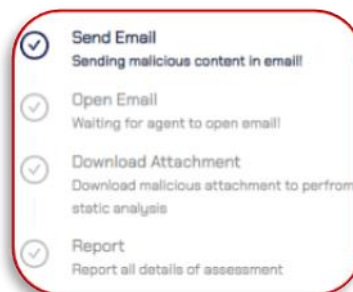 Send Email
Sending malicious content in email!
Open Email
Waiting for agent to open email!
Download Attachment
Download malicious attachment to perfrom
static analysis
Report
Report all details of assessment